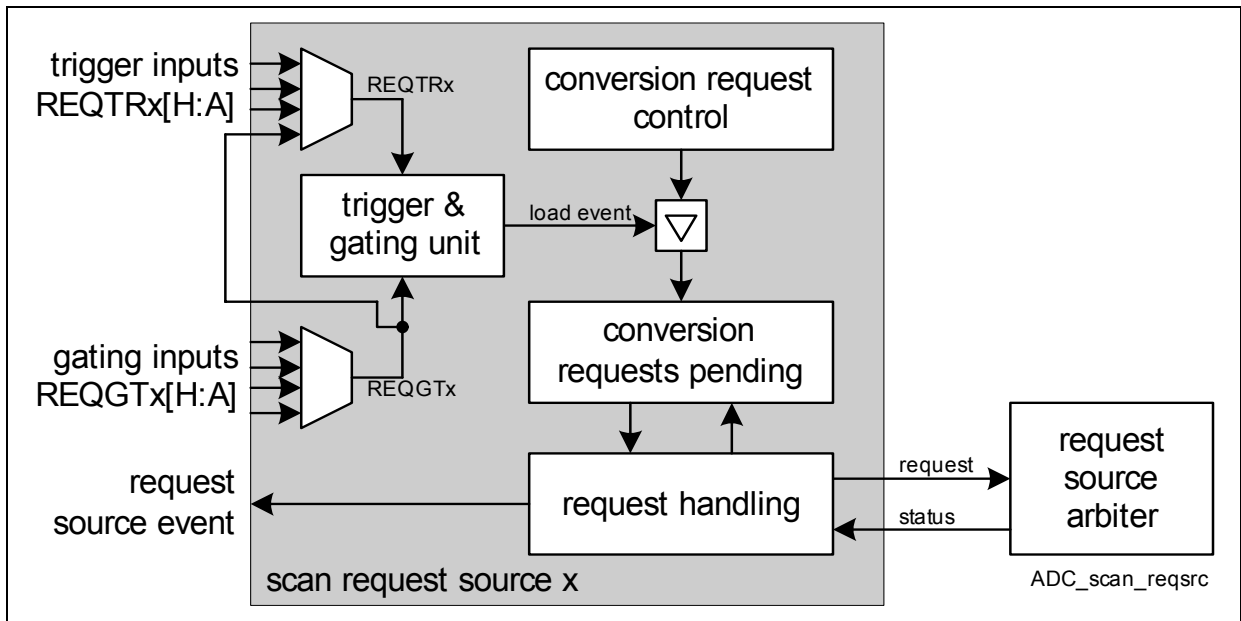 trigger inputs
REQTRx[H:A]
REQTRx
conversion request
control
trigger &
gating unit
load event
gating inputs
REQGTx[H:A]
REQGTx
conversion
requests pending
request
source event
request handling
request
status
request
source
arbiter
scan request source x
ADC_scan_reqsrc